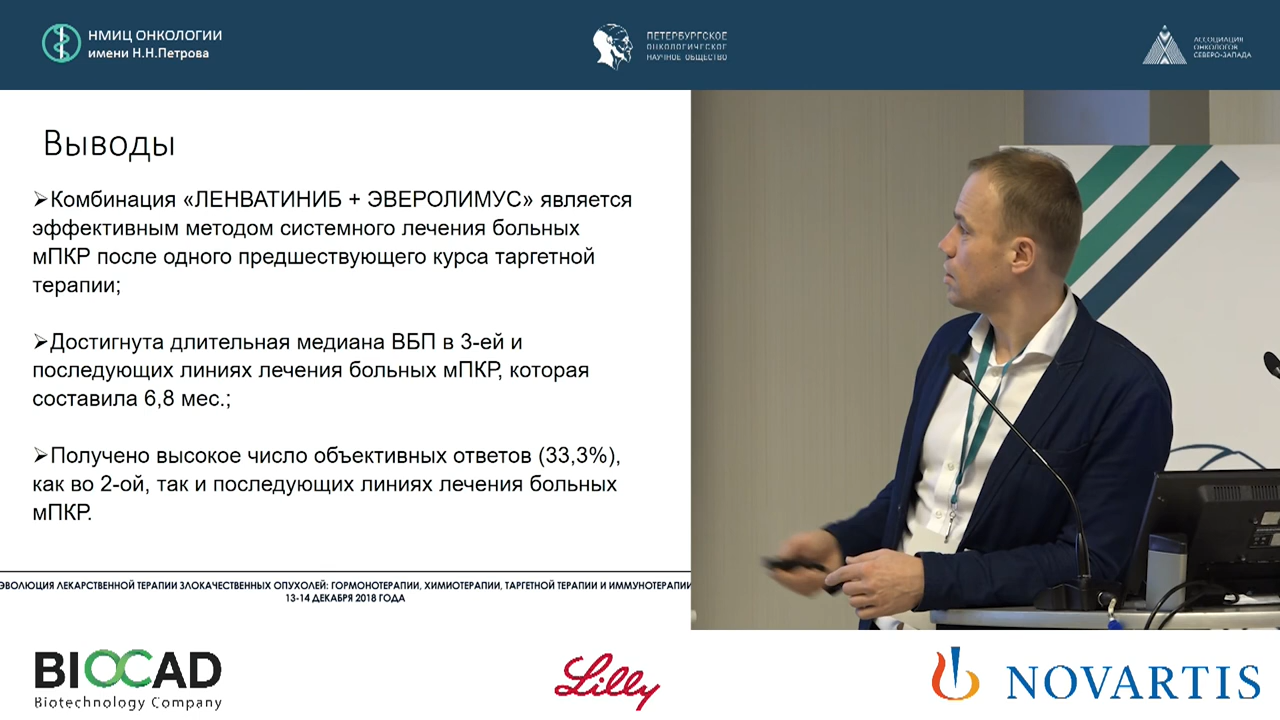 НМИЦ ОНКОЛОГИИ
имени Н.Н.Петрова
ПЕТЕРБУРГСКОЕ
ОНКОЛОГИЧЕСКОЕ
НАУЧНОЕ ОБЩЕСТВО
АССОЦИАЦИЯ
ОНКОЛОГОВ
СЕВЕРО-ЗАПАДА
Выводы
➢Комбинация «ЛЕНВАТИНИБ + ЭВЕРОЛИМУС» является
эффективным методом системного лечения больных
мПКР после одного предшествующего курса таргетной
терапии;
➢Достигнута длительная медиана ВБП в 3-ей и
последующих линиях лечения больных мПКР, которая
составила 6,8 мес.;
➢Получено высокое число объективных ответов (33,3%),
как во 2-ой, так и последующих линиях лечения больных
мПКР.
ЭВОЛЮЦИЯ ЛЕКАРСТВЕННОЙ ТЕРАПИИ ЗЛОКАЧЕСТВЕННЫХ ОПУХОЛЕЙ: ГОРМОНОТЕРАПИИ, ХИМИОТЕРАПИИ, ТАРГЕТНОЙ ТЕРАПИИ И ИММУНОТЕРАПИИ
13-14 ДЕКАБРЯ 2018 ГОДА
BIOCAD
Biotechnology Company
Lilly
NOVARTIS